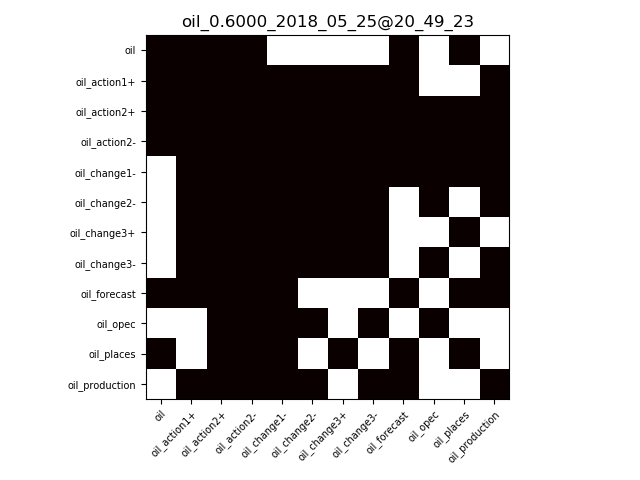 oil_0.6000_2018_05_25@20_49_23
oil
oil_action1+
oil_action2+
oil_action2-
oil_change1-
oil_change2-
oil_change3+
oil_change3-
oil_forecast
oil_opec
oil_places
oil_production
oil
oil_action1+
oil_action2+
oil_action2-
oil_change1-
oil_change2-
oil_change3+
oil_change3-
oil_forecast
oil_opec
oil_places
oil_production